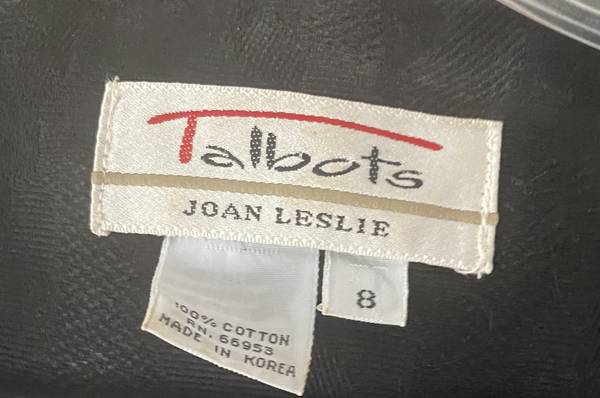 Talbots
JOAN LESLIE
8
100% COTTON
RN. 66953
MADE IN KOREA